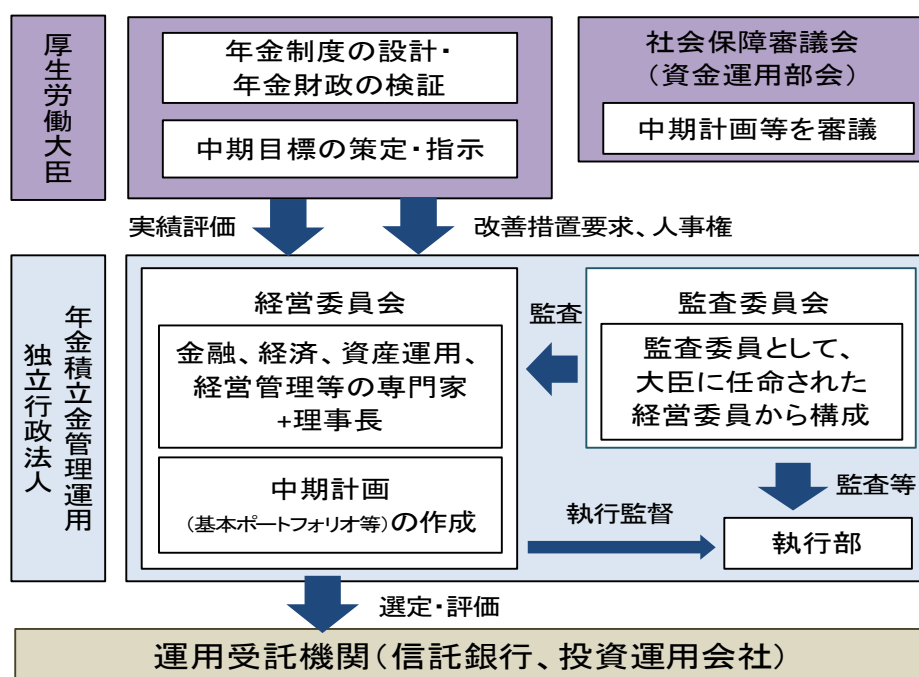 厚生労働大臣
年金制度の設計・
年金財政の検証
中期目標の策定・指示
社会保障審議会
（資金運用部会）
中期計画等を審議
実績評価
改善措置要求、人事権
年金積立金管理運用
独立行政法人
経営委員会
金融、経済、資産運用、
経営管理等の専門家
+理事長
中期計画
（基本ポートフォリオ等）の作成
監査
監査委員会
監査委員として、
大臣に任命された
経営委員から構成
監査等
執行監督
執行部
選定・評価
運用受託機関（信託銀行、投資運用会社）